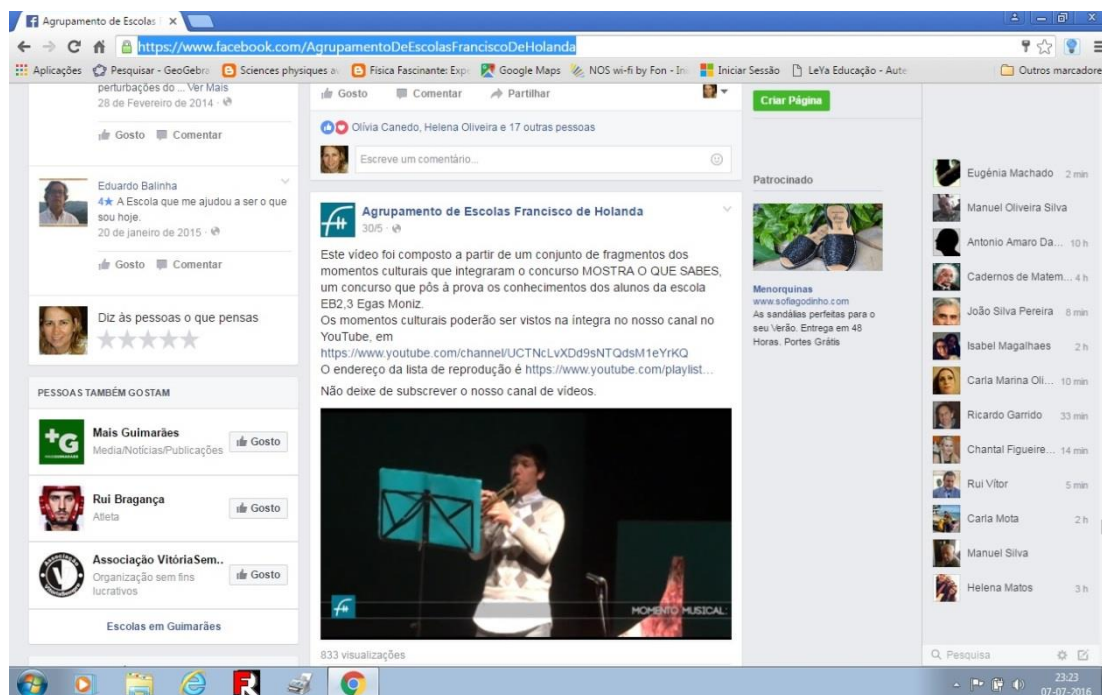 Agrupamento de Escolas F
https://www.facebook.com/AgrupamentoDeEscolasFranciscoDeHolanda
Aplicações
Pesquisar - GeoGebra
Sciences physiques av
Fisica Fascinante: Expe
Google Maps
NOS wi-fi by Fon - In
Iniciar Sessão
LeYa Educação - Aute
Outros marcadore
perturbações do ... Ver Mais
28 de Fevereiro de 2014 ·
Gosto Comentar
Eduardo Balinha
4★ A Escola que me ajudou a ser o que
sou hoje.
20 de janeiro de 2015 ·
Gosto Comentar
Diz às pessoas o que pensas
PESSOAS TAMBÉM GOSTAM
+G
Mais Guimarães
Media/Notícias/Publicações
Gosto
Rui Bragança
Atleta
Gosto
Associação VitóriaSem..
Organização sem fins
lucrativos
Gosto
Escolas em Guimarães
Gosto Comentar Partilhar
Olívia Canedo, Helena Oliveira e 17 outras pessoas
Escreve um comentário...
Agrupamento de Escolas Francisco de Holanda
30/5 ·
Este vídeo foi composto a partir de um conjunto de fragmentos dos
momentos culturais que integraram o concurso MOSTRA O QUE SABES,
um concurso que pôs à prova os conhecimentos dos alunos da escola
EB2,3 Egas Moniz.
Os momentos culturais poderão ser vistos na íntegra no nosso canal no
YouTube, em
https://www.youtube.com/channel/UCTNcLvXDd9sNTQdsM1eYrKQ
O endereço da lista de reprodução é https://www.youtube.com/playlist...
Não deixe de subscrever o nosso canal de vídeos.
MOMENTO MUSICAL:
833 visualizações
Criar Página
Patrocinado
Menorquinas
www.sofiagodinho.com
As sandálias perfeitas para o
seu Verão. Entrega em 48
Horas. Portes Grátis
Eugénia Machado 2 min
Manuel Oliveira Silva
Antonio Amaro Da... 10 h
Cadernos de Matem... 4 h
João Silva Pereira 8 min
Isabel Magalhaes 2 h
Carla Marina Oli... 10 min
Ricardo Garrido 33 min
Chantal Figueire... 14 min
Rui Vítor 5 min
Carla Mota 2 h
Manuel Silva
Helena Matos 3 h
Pesquisa
23:23
07-07-2016